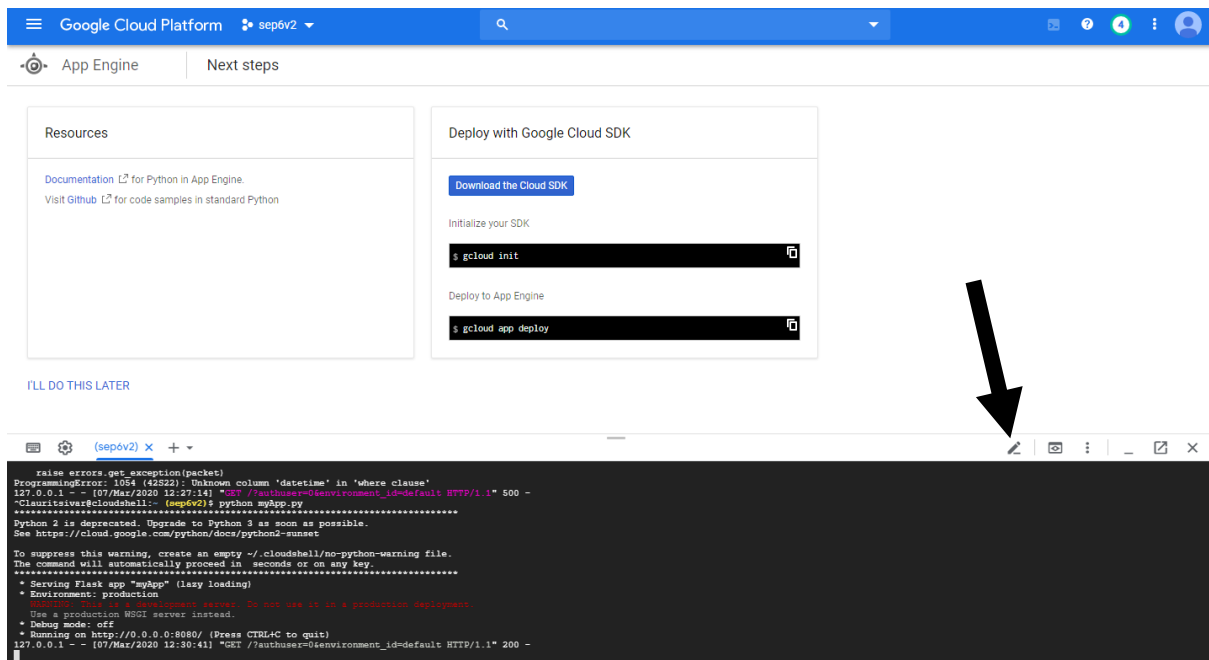 Google Cloud Platform
sep6v2
4
App Engine
Next steps
Resources
Documentation for Python in App Engine.
Visit Github for code samples in standard Python
Deploy with Google Cloud SDK
Download the Cloud SDK
Initialize your SDK
$ gcloud init
Deploy to App Engine
$ gcloud app deploy
I'LL DO THIS LATER
(sep6v2)
raise errors.get_exception(packet)
ProgrammingError: 1054 (42S22): Unknown column 'datetime' in 'where clause'
127.0.0.1 - - [07/Mar/2020 12:27:14] "GET /?authuser=0&environment_id=default HTTP/1.1" 500 -
^Clauritsivar@cloudshell:~ (sep6v2)$ python myApp.py
********************************************************************************
Python 2 is deprecated. Upgrade to Python 3 as soon as possible.
See https://cloud.google.com/python/docs/python2-sunset
To suppress this warning, create an empty ~/.cloudshell/no-python-warning file.
The command will automatically proceed in  seconds or on any key.
********************************************************************************
* Serving Flask app "myApp" (lazy loading)
* Environment: production
WARNING: This is a development server. Do not use it in a production deployment.
Use a production WSGI server instead.
* Debug mode: off
* Running on http://0.0.0.0:8080/ (Press CTRL+C to quit)
127.0.0.1 - - [07/Mar/2020 12:30:41] "GET /?authuser=0&environment_id=default HTTP/1.1" 200 -